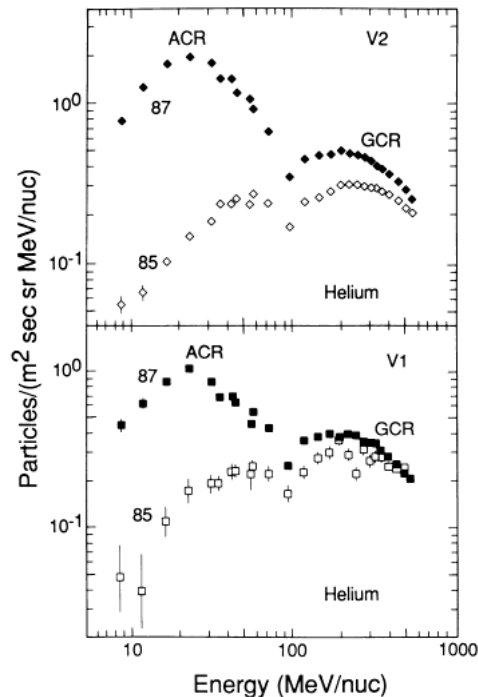 ACR V2
87
10⁰
GCR
85
10⁻¹
Helium
Particles/(m² sec sr MeV/nuc)
ACR V1
87
10⁰
GCR
85
10⁻¹
Helium
10 100 1000
Energy (MeV/nuc)